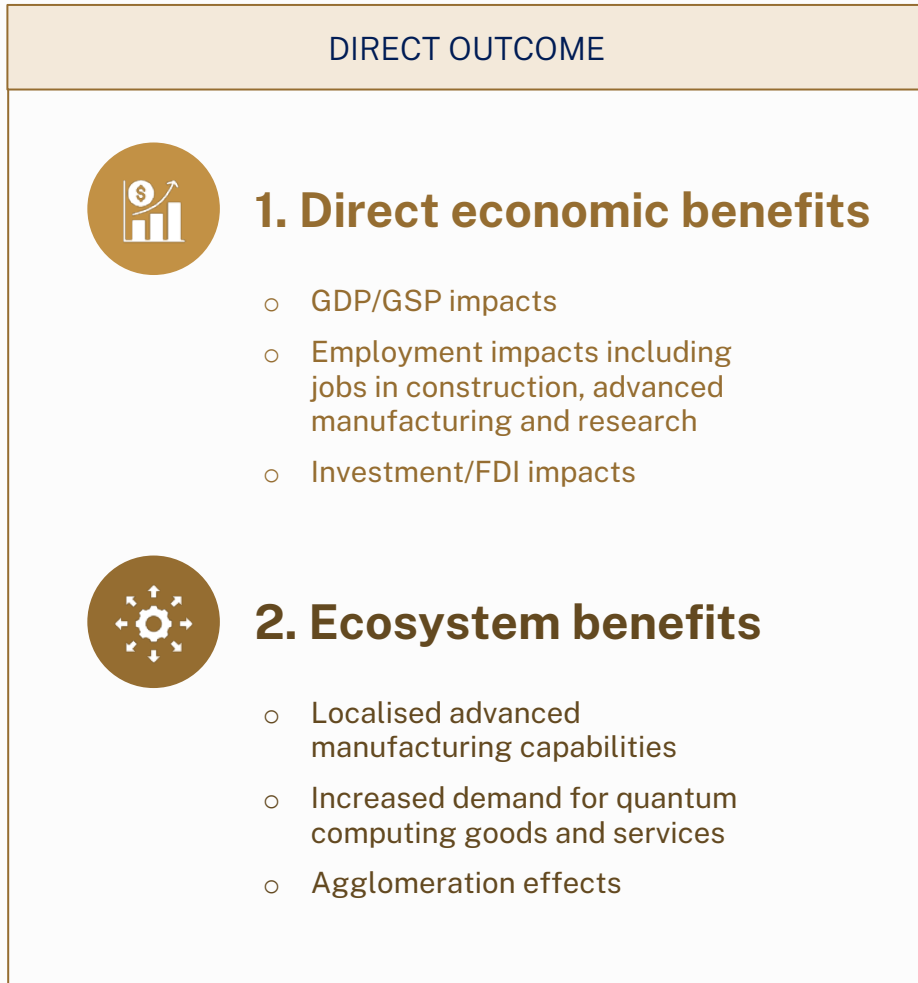 DIRECT OUTCOME
$
1. Direct economic benefits
o GDP/GSP impacts
o Employment impacts including
jobs in construction, advanced
manufacturing and research
o Investment/FDI impacts
2. Ecosystem benefits
o Localised advanced
manufacturing capabilities
o Increased demand for quantum
computing goods and services
o Agglomeration effects